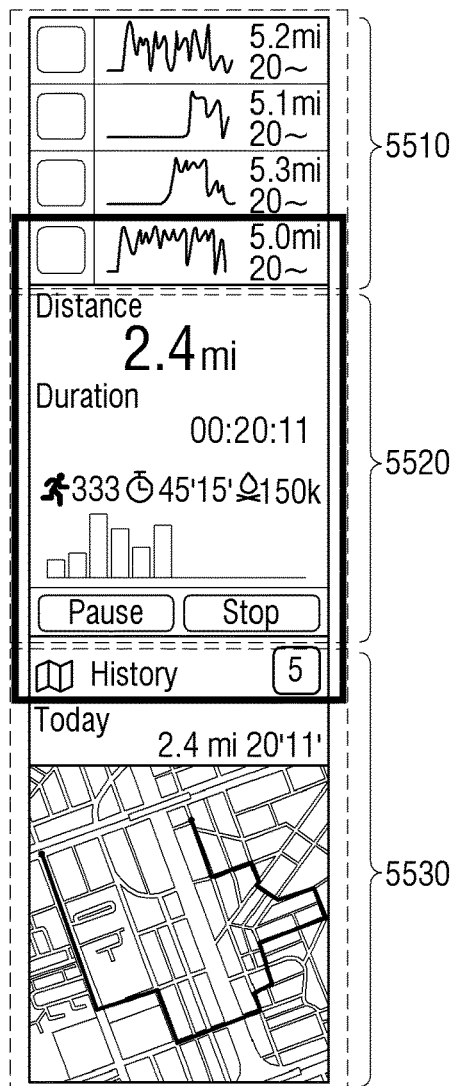 5.2mi
20~
5.1mi
20~
5510
5.3mi
20~
5.0mi
20~
Distance
2.4mi
Duration
00:20:11
5520
333 45'15' 150k
Pause Stop
History 5
Today
2.4 mi 20'11'
5530